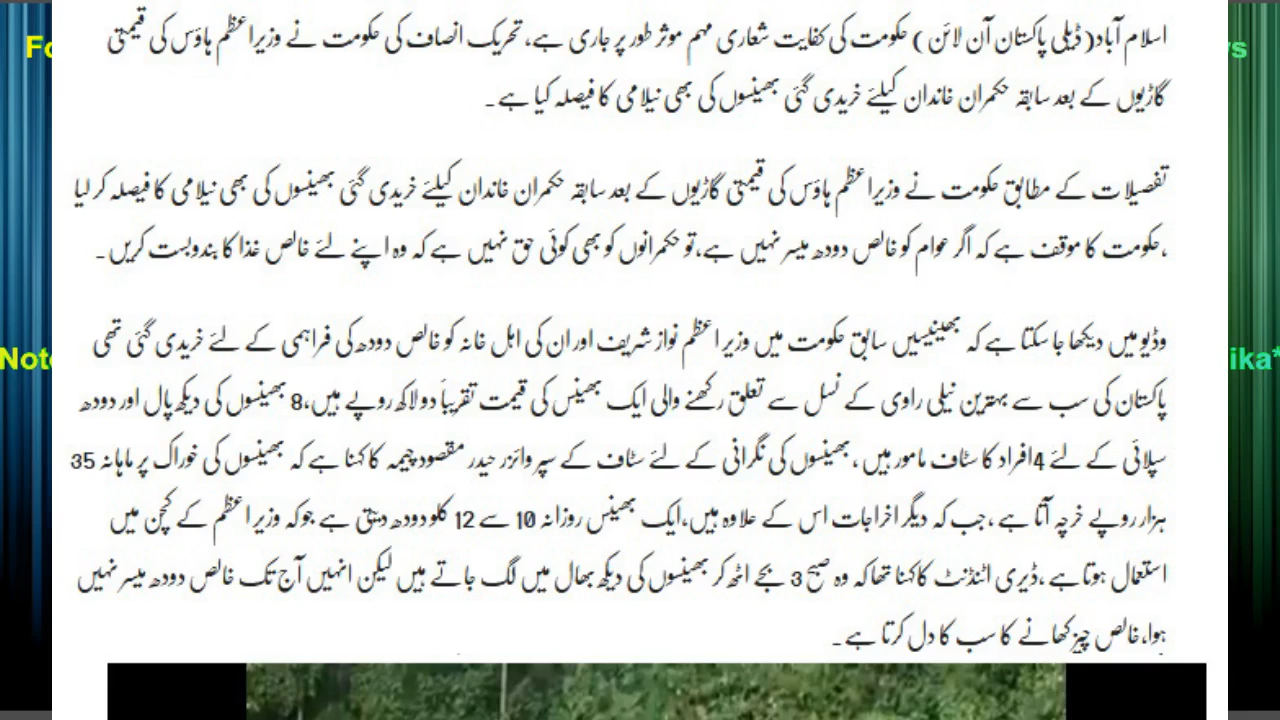 اسلام آباد(ڈیلی پاکستان آن لائن) حکومت کی کفایت شعاری مہم موثر طور پر جاری ہے، تحریک انصاف کی حکومت نے وزیراعظم ہاؤس کی قیمتی
گاڑیوں کے بعد سابقہ حکمران خاندان کیلئے خریدی گئی بھینسوں کی بھی نیلامی کا فیصلہ کیا ہے۔
تفصیلات کے مطابق حکومت نے وزیراعظم ہاؤس کی قیمتی گاڑیوں کے بعد سابقہ حکمران خاندان کیلئے خریدی گئی بھینسوں کی بھی نیلامی کا فیصلہ کر لیا
،حکومت کا موقف ہے کہ اگر عوام کو خالص دودھ میسر نہیں ہے،تو حکمرانوں کو بھی کوئی حق نہیں ہے کہ وہ اپنے لئے خالص غذا کا بندوبست کریں۔
وڈیو میں دیکھا جا سکتا ہے کہ بھینیسیں سابق حکومت میں وزیر اعظم نواز شریف اور ان کی اہل خانہ کو خالص دودھ کی فراہمی کے لئے خریدی گئی تھی
پاکستان کی سب سے بہترین نیلی راوی کے نسل سے تعلق رکھنے والی ایک بھینس کی قیمت تقریباً دو لاکھ روپے ہیں،8 بھینسوں کی دیکھ پال اور دودھ
سپلائی کے لئے 4افراد کا سٹاف مامور ہیں ،بھینسوں کی نگرانی کے لئے سٹاف کے سپر وائزر حیدر مقصود چیمہ کا کہنا ہے کہ بھینسوں کی خوراک پر ماہانہ 35
ہزار روپے خرچہ آتا ہے ،جب کہ دیگر اخراجات اس کے علاوہ ہیں،ایک بھینس روزانہ 10 سے 12 کلو دودھ دیتی ہے جو کہ وزیر اعظم کے کچن میں
استعمال ہوتا ہے ،ڈیری اٹنڈنٹ کا کہنا تھا کہ وہ صبح 3 بجے اٹھ کر بھینسوں کی دیکھ بھال میں لگ جاتے ہیں لیکن انہیں آج تک خالص دودھ میسر نہیں
ہوا،خالص چیز کھانے کا سب کا دل کرتا ہے۔